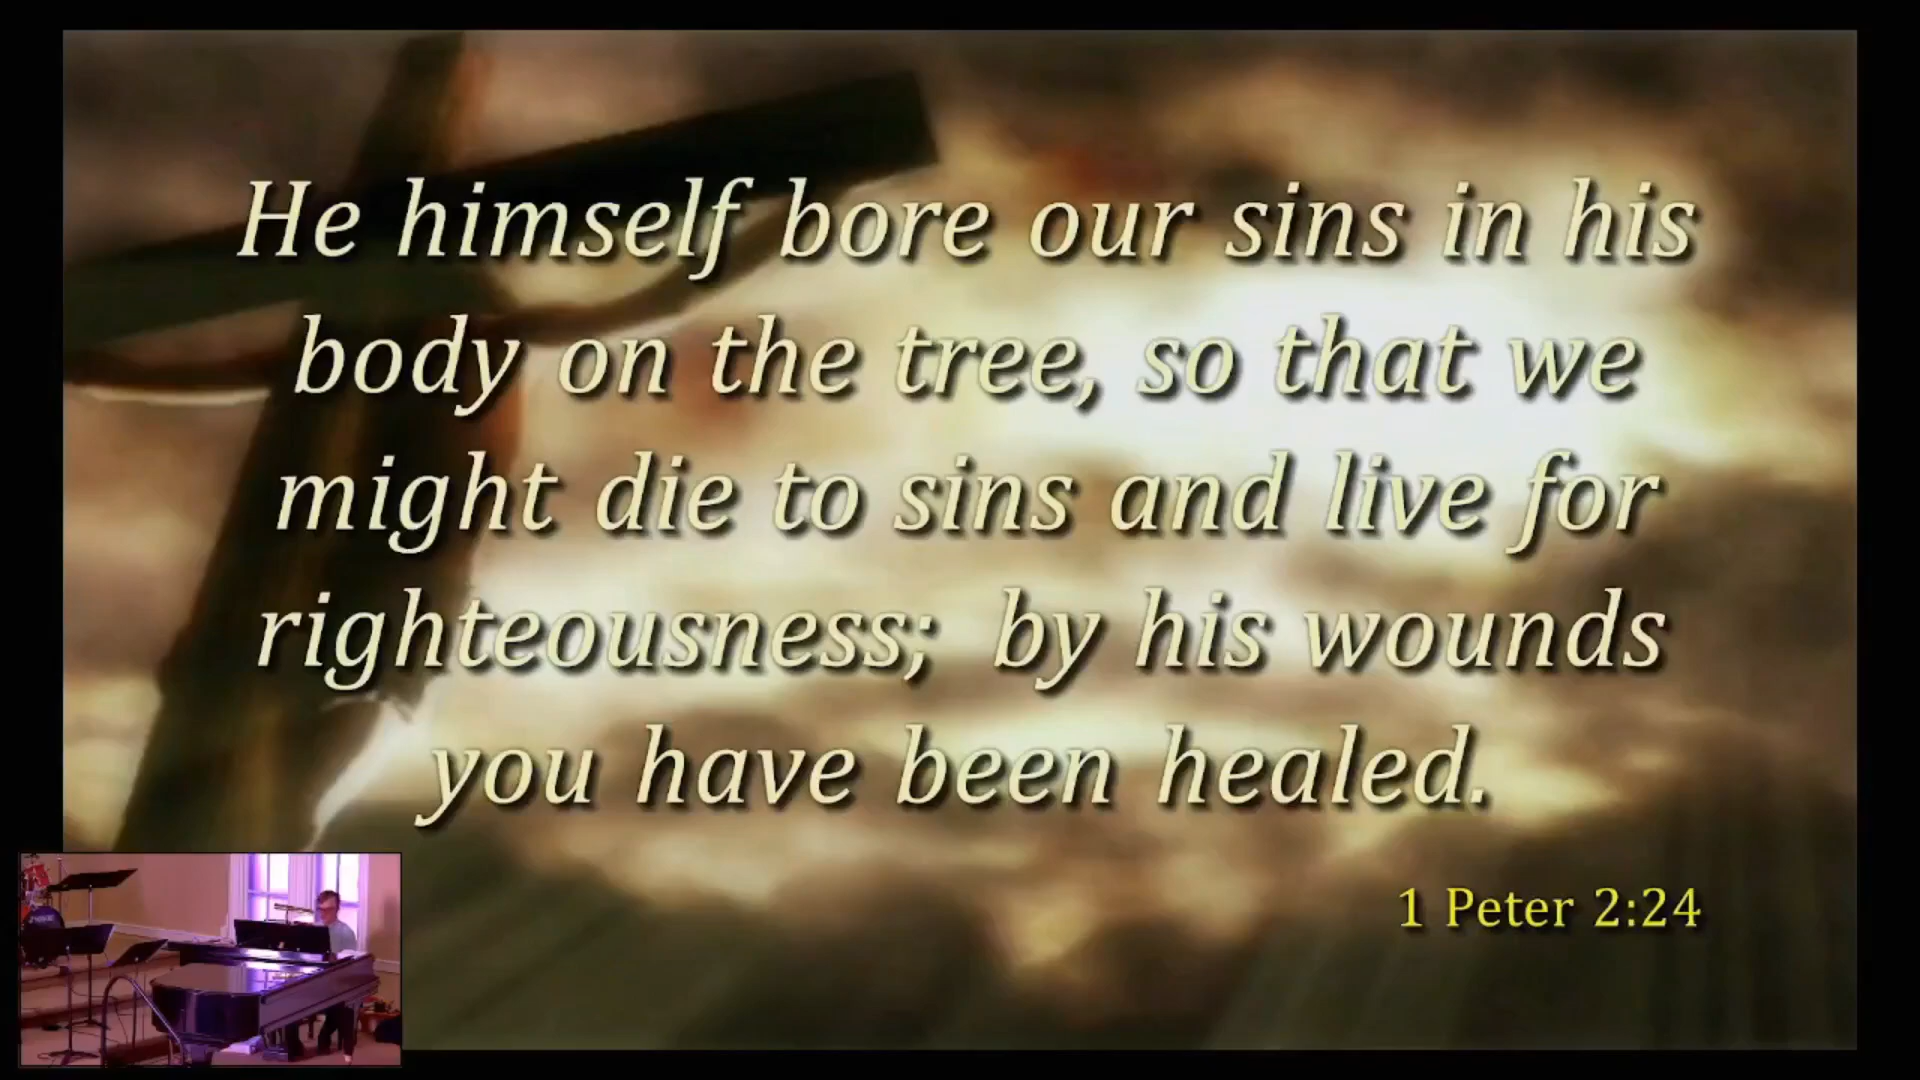 He himself bore our sins in his
body on the tree, so that we
might die to sins and live for
righteousness; by his wounds
you have been healed.
1 Peter 2:24